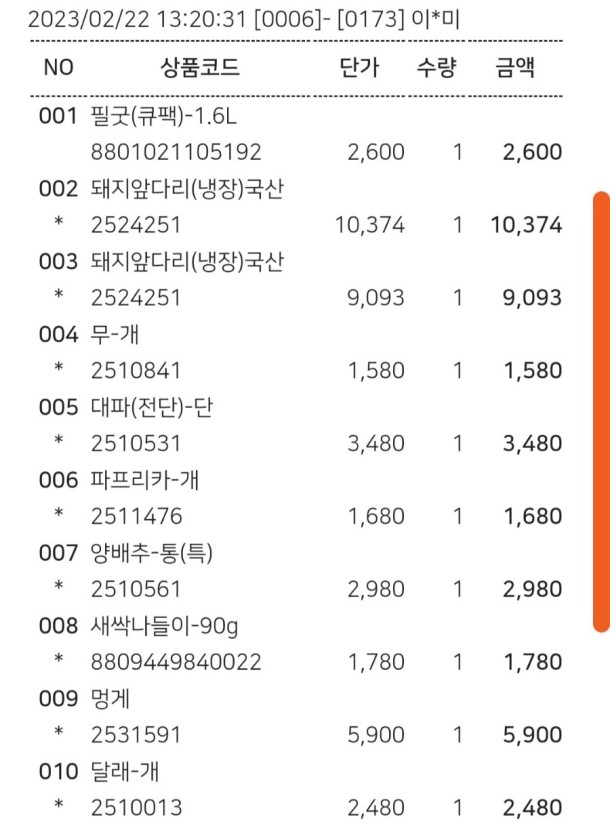 2023/02/22 13:20:31 [0006]- [0173] 이*미
NO 상품코드 단가 수량 금액
001 필굿(큐팩)-1.6L
8801021105192 2,600 1 2,600
002 돼지앞다리(냉장)국산
* 2524251 10,374 1 10,374
003 돼지앞다리(냉장)국산
* 2524251 9,093 1 9,093
004 무-개
* 2510841 1,580 1 1,580
005 대파(전단)-단
* 2510531 3,480 1 3,480
006 파프리카-개
* 2511476 1,680 1 1,680
007 양배추-통(특)
* 2510561 2,980 1 2,980
008 새싹나들이-90g
* 8809449840022 1,780 1 1,780
009 멍게
* 2531591 5,900 1 5,900
010 달래-개
* 2510013 2,480 1 2,480